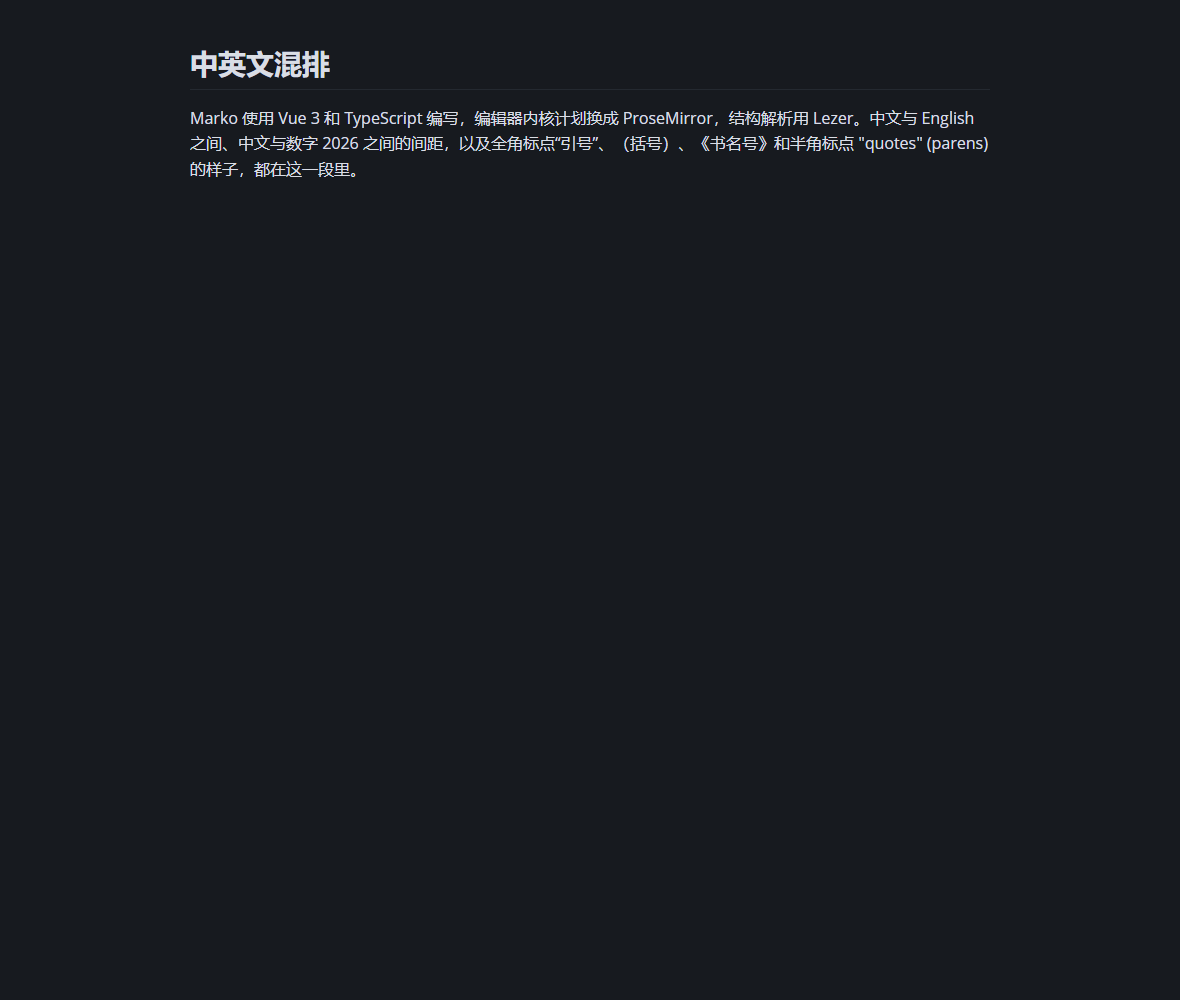 中英文混排
Marko 使用 Vue 3 和 TypeScript 编写，编辑器内核计划换成 ProseMirror，结构解析用 Lezer。中文与 English
之间、中文与数字 2026 之间的间距，以及全角标点“引号”、（括号）、《书名号》和半角标点 "quotes" (parens)
的样子，都在这一段里。